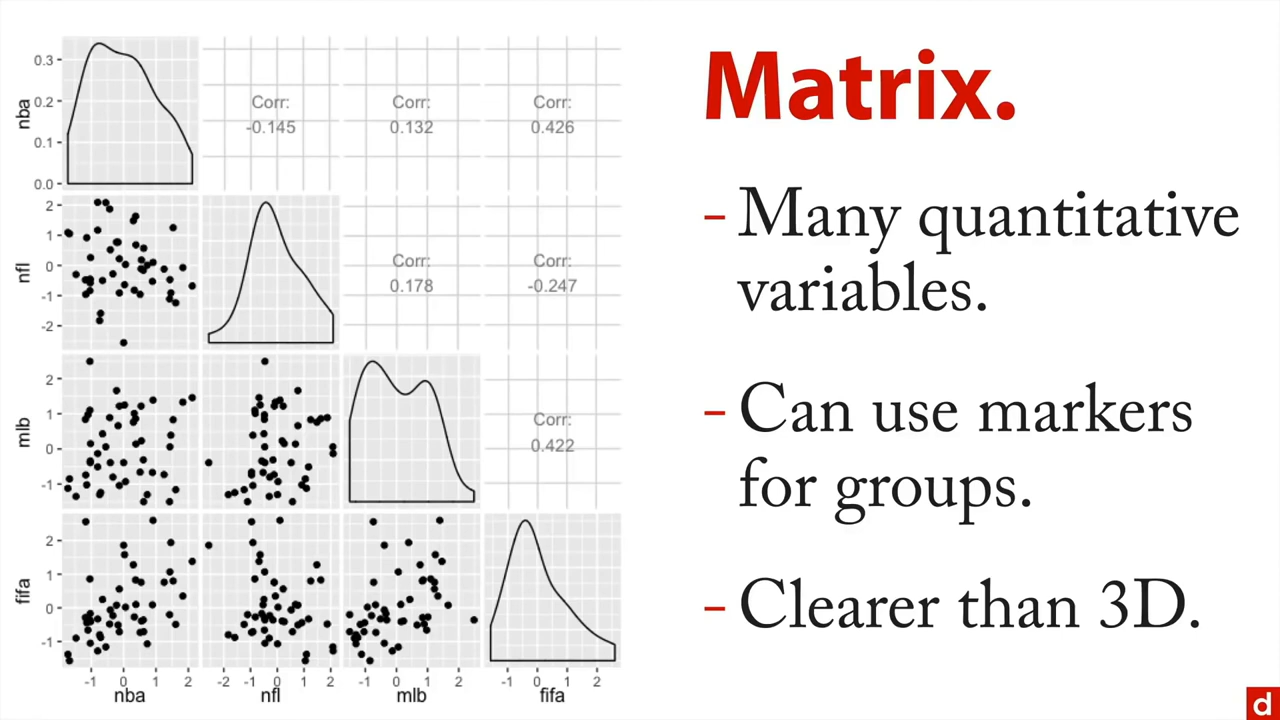 Matrix.
- Many quantitative
variables.
- Can use markers
for groups.
- Clearer than 3D.
nba
0.3
0.2
0.1
0.0
Corr:
-0.145
Corr:
0.132
Corr:
0.426
nfl
2
1
0
-1
-2
Corr:
0.178
Corr:
-0.247
mlb
2
1
0
-1
Corr:
0.422
fifa
2
1
0
-1
-1 0 1 2
-2 -1 0 1 2
-1 0 1 2
-1 0 1 2
nba
nfl
mlb
fifa
d